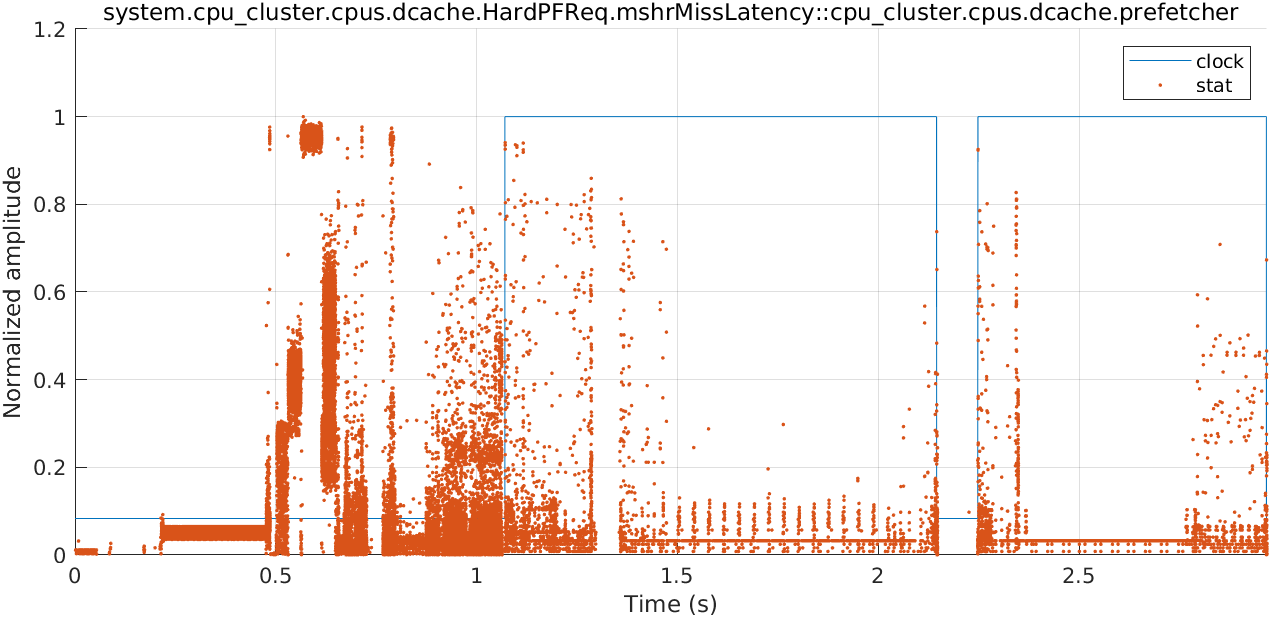 system.cpu_cluster.cpus.dcache.HardPFReq.mshrMissLatency::cpu_cluster.cpus.dcache.prefetcher
1.2
1
0.8
0.6
0.4
0.2
0
Normalized amplitude
clock
stat
0 0.5 1 1.5 2 2.5
Time (s)